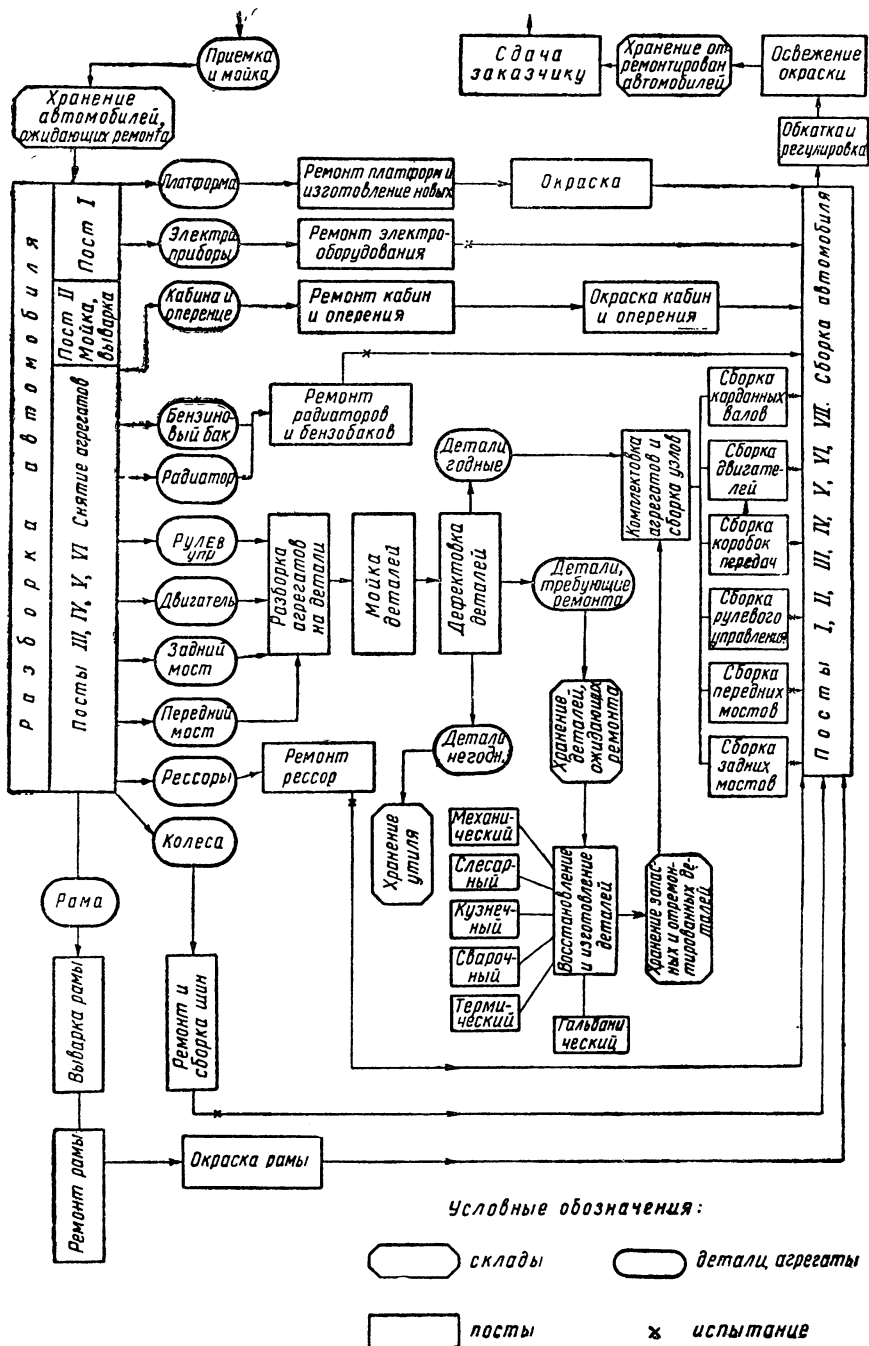 Приемка
и мойка
Хранение
автомобилей,
ожидающих ремонта
Сдача
заказчику
Хранение от-
ремонтирован
автомобилей
Освежение
окраски
Обкатка и
регулировка
Разборка автомобиля
Пост I
Пост II
Мойка,
выварка
Посты III, IV, V, VI Снятие агрегатов
Платформа
Ремонт платформ и
изготовление новых
Окраска
Электро
приборы
Ремонт электро-
оборудования
Кабина и
оперение
Ремонт кабин
и оперения
Окраска кабин
и оперения
Бензино-
вый бак
Радиатор
Ремонт
радиаторов
и бензобаков
Рулев
упр
Двигатель
Задний
мост
Передний
мост
Рессоры
Колеса
Рама
Разборка
агрегатов
на детали
Мойка
деталей
Дефектовка
деталей
Детали
годные
Детали,
требующие
ремонта
Детали
негодн.
Хранение
утиля
Ремонт
рессор
Хранение
деталей,
ожидающих
ремонта
Комплектовка
агрегатов и
сборка узлов
Сборка
карданных
валов
Сборка
двигате-
лей
Сборка
коробок
передач
Сборка
рулевого
управления
Сборка
передних
мостов
Сборка
задних
мостов
Посты I, II, III, IV, V, VI, VII. Сборка автомобиля
Механи-
ческий
Слесар-
ный
Кузнеч-
ный
Свароч-
ный
Терми-
ческий
Гальвани
ческий
Восстановление
и изготовление
деталей
Хранение запас-
ных и отремон-
тированных де-
талей
Выварка рамы
Ремонт рамы
Окраска рамы
Ремонт и
сборка шин
Условные обозначения:
склады
детали, агрегаты
посты
х испытание